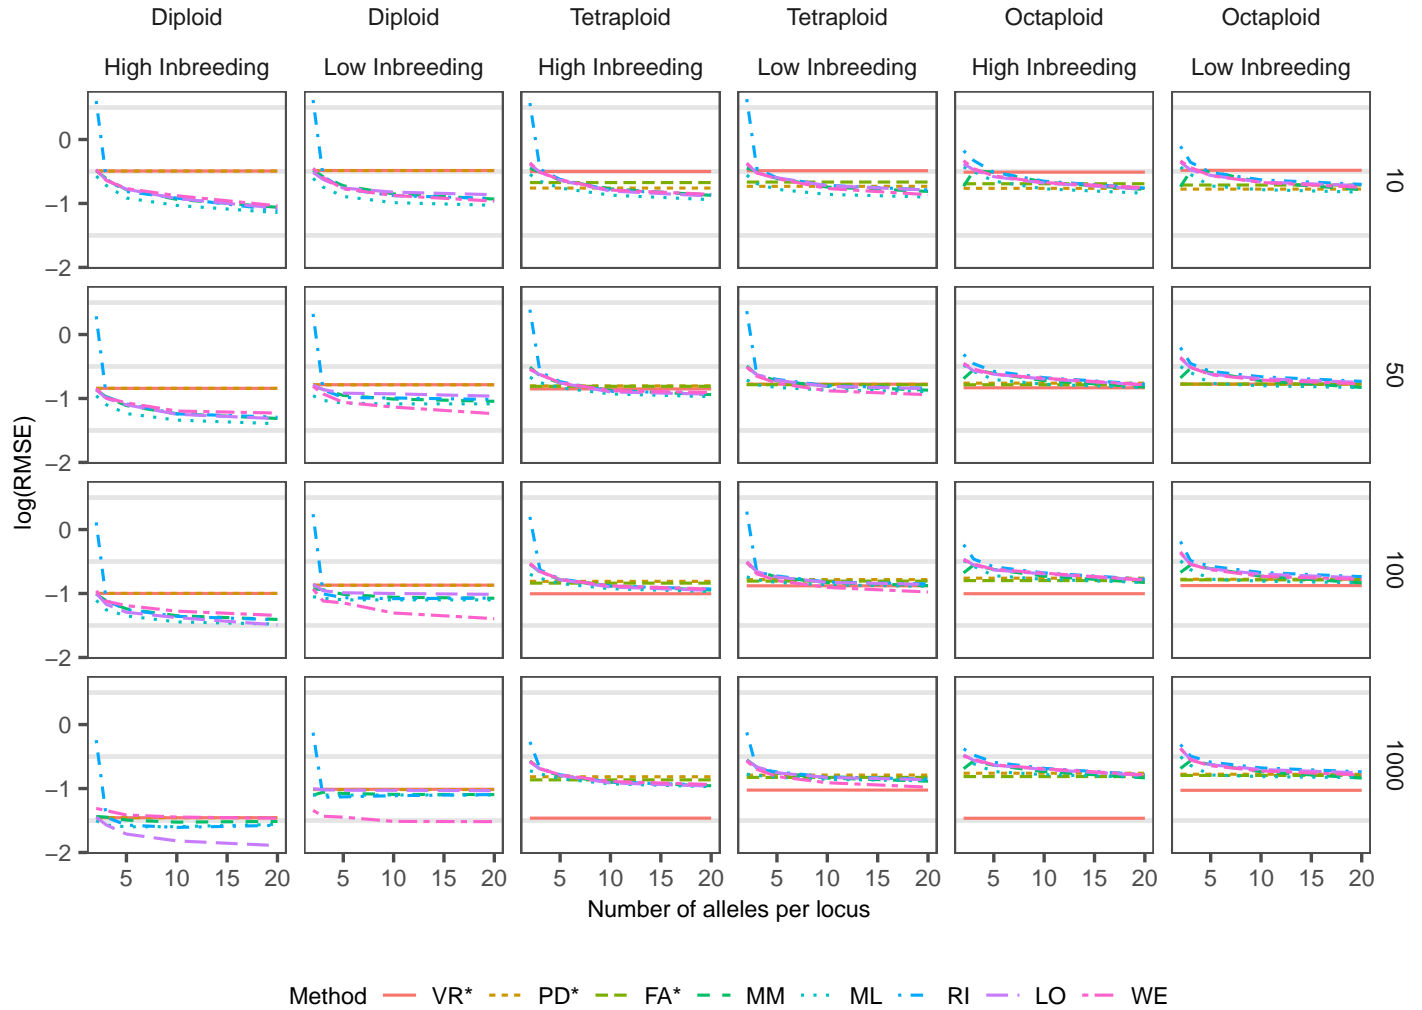 Diploid Diploid Tetraploid Tetraploid Octaploid Octaploid
High Inbreeding Low Inbreeding High Inbreeding Low Inbreeding High Inbreeding Low Inbreeding
0
−1
−2
10
0
−1
−2
50
0
−1
−2
100
0
−1
−2
1000
log(RMSE)
5 10 15 20 5 10 15 20 5 10 15 20 5 10 15 20 5 10 15 20 5 10 15 20
Number of alleles per locus
Method VR* PD* FA* MM ML RI LO WE